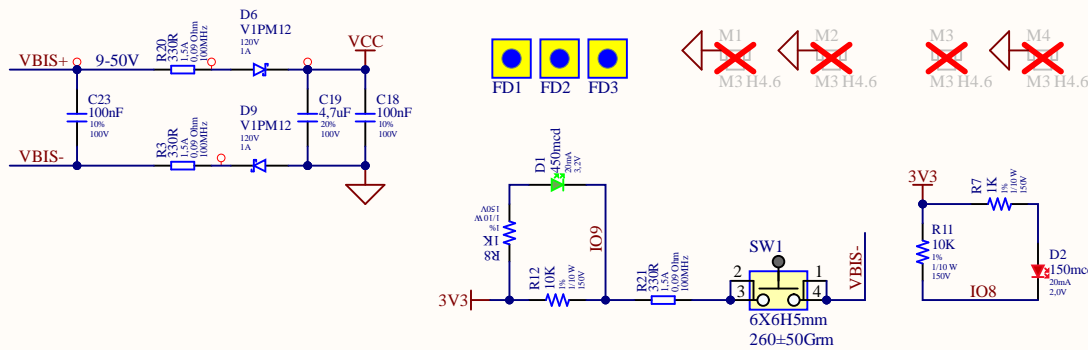 VBIS+
9-50V
R20
330R
1,5A
0,09 Ohm
100MHz
D6
V1PM12
120V
1A
VCC
C23
100nF
10%
100V
C19
4,7uF
20%
100V
C18
100nF
10%
100V
D9
V1PM12
120V
1A
VBIS-
R3
330R
1,5A
0,09 Ohm
100MHz
FD1
FD2
FD3
M1
M3 H4.6
M2
M3 H4.6
M3
M3 H4.6
M4
M3 H4.6
D1
450mcd
20mA
3,2V
R8
1K
1%
1/10 W
150V
IO9
3V3
R12
10K
1%
1/10 W
150V
R21
330R
1,5A
0,09 Ohm
100MHz
SW1
2
1
3
4
6X6H5mm
260±50Grm
VBIS-
3V3
R7
1K
1%
1/10 W
150V
R11
10K
1%
1/10 W
150V
D2
150mcd
20mA
2,0V
IO8